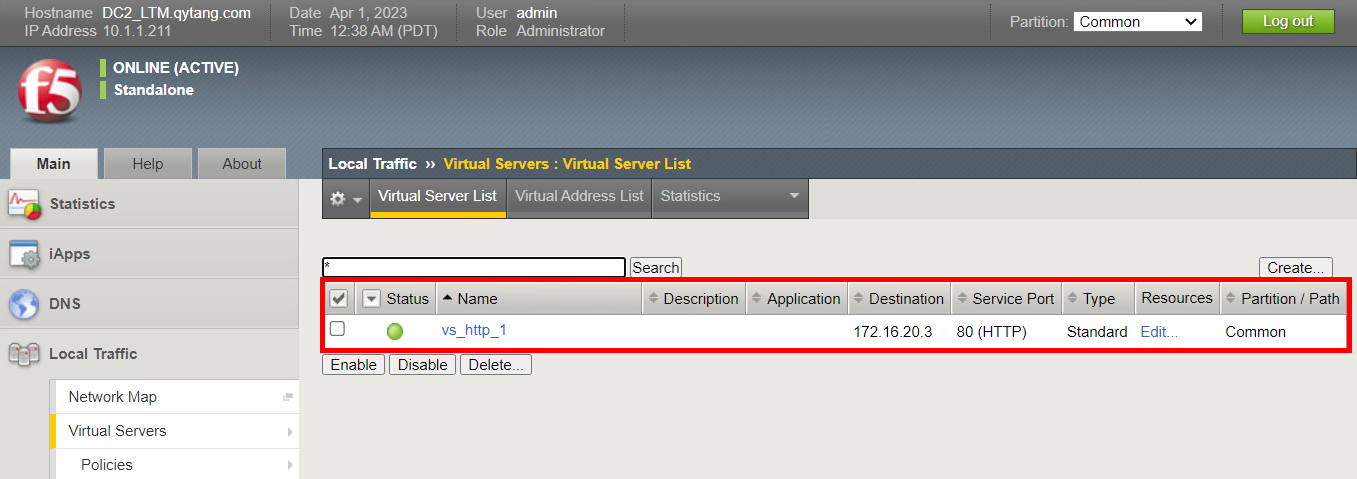 Hostname DC2_LTM.qytang.com Date Apr 1, 2023 User admin
IP Address 10.1.1.211 Time 12:38 AM (PDT) Role Administrator
Partition: Common Log out
f5
ONLINE (ACTIVE)
Standalone
Main Help About
Local Traffic ›› Virtual Servers : Virtual Server List
Virtual Server List Virtual Address List Statistics
Statistics
iApps
DNS
Local Traffic
Network Map
Virtual Servers
Policies
* Search Create...
Status Name Description Application Destination Service Port Type Resources Partition / Path
vs_http_1 172.16.20.3 80 (HTTP) Standard Edit... Common
Enable Disable Delete...